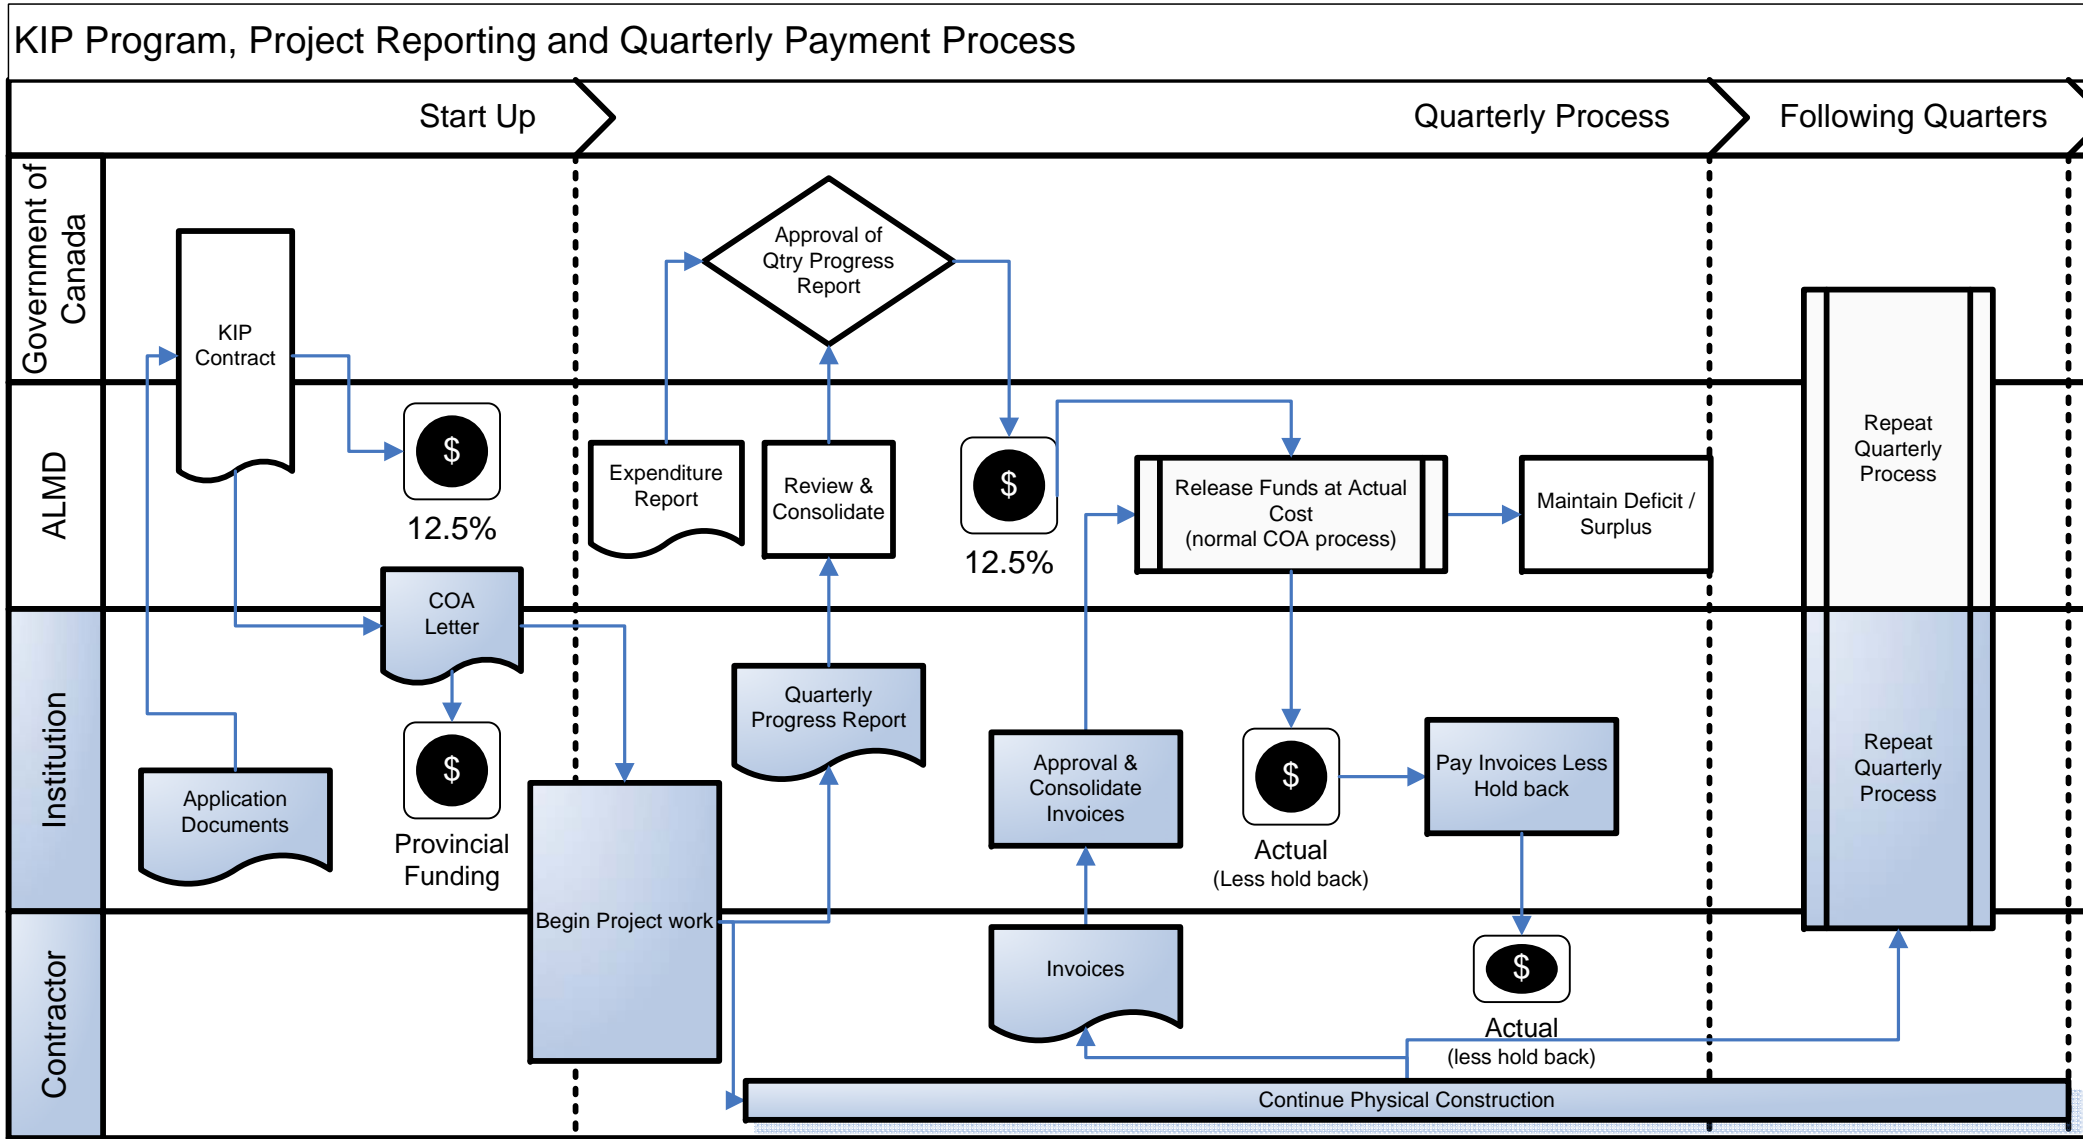 KIP Program, Project Reporting and Quarterly Payment Process
Start Up
Quarterly Process
Following Quarters
Government of
Canada
KIP
Contract
Approval of
Qtry Progress
Report
ALMD
$
12.5%
Expenditure
Report
Review &
Consolidate
$
12.5%
Release Funds at Actual
Cost
(normal COA process)
Maintain Deficit /
Surplus
Repeat
Quarterly
Process
COA
Letter
Institution
Application
Documents
$
Provincial
Funding
Quarterly
Progress Report
Approval &
Consolidate
Invoices
$
Actual
(Less hold back)
Pay Invoices Less
Hold back
Repeat
Quarterly
Process
Begin Project work
Contractor
Invoices
$
Actual
(less hold back)
Continue Physical Construction